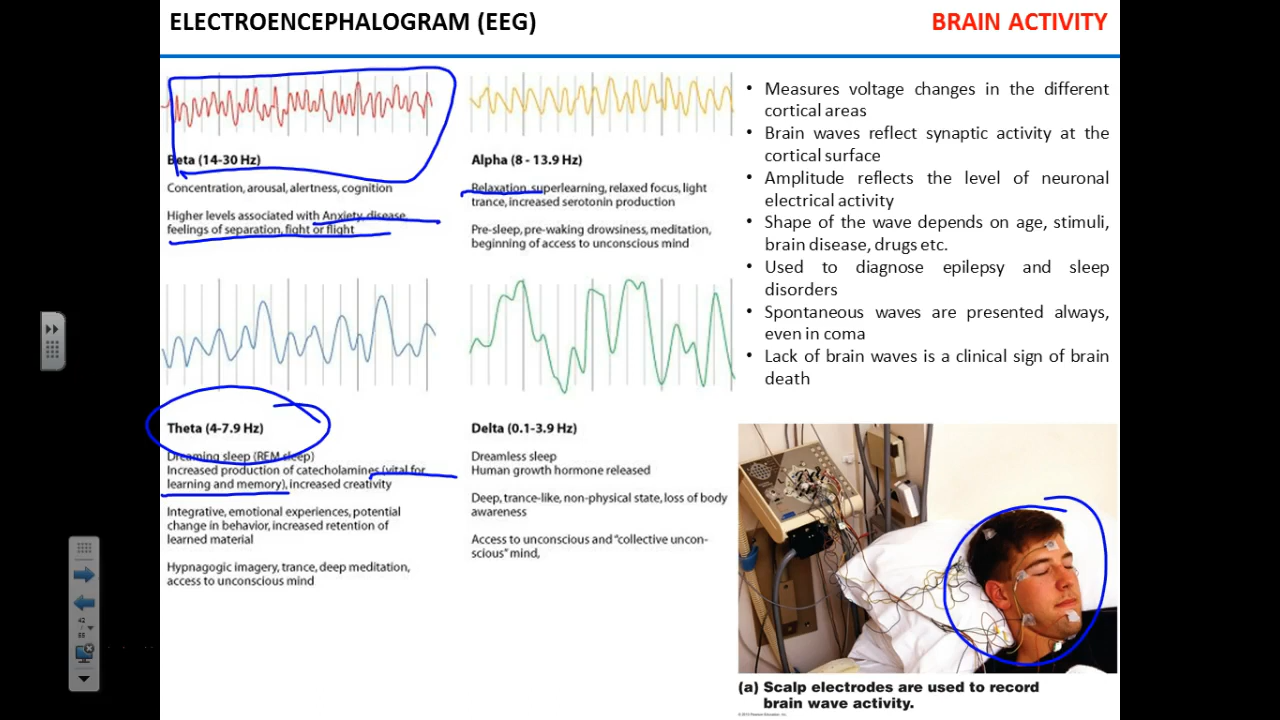 ELECTROENCEPHALOGRAM (EEG)
BRAIN ACTIVITY
Beta (14-30 Hz)
Concentration, arousal, alertness, cognition
Higher levels associated with Anxiety, disease,
feelings of separation, fight or flight
Alpha (8 - 13.9 Hz)
Relaxation, superlearning, relaxed focus, light
trance, increased serotonin production
Pre-sleep, pre-waking drowsiness, meditation,
beginning of access to unconscious mind
Theta (4-7.9 Hz)
Dreaming sleep (REM sleep)
Increased production of catecholamines (vital for
learning and memory), increased creativity
Integrative, emotional experiences, potential
change in behavior, increased retention of
learned material
Hypnagogic imagery, trance, deep meditation,
access to unconscious mind
Delta (0.1-3.9 Hz)
Dreamless sleep
Human growth hormone released
Deep, trance-like, non-physical state, loss of body
awareness
Access to unconscious and "collective uncon-
scious" mind,
• Measures voltage changes in the different
cortical areas
• Brain waves reflect synaptic activity at the
cortical surface
• Amplitude reflects the level of neuronal
electrical activity
• Shape of the wave depends on age, stimuli,
brain disease, drugs etc.
• Used to diagnose epilepsy and sleep
disorders
• Spontaneous waves are presented always,
even in coma
• Lack of brain waves is a clinical sign of brain
death
(a) Scalp electrodes are used to record
brain wave activity.
42
/
88